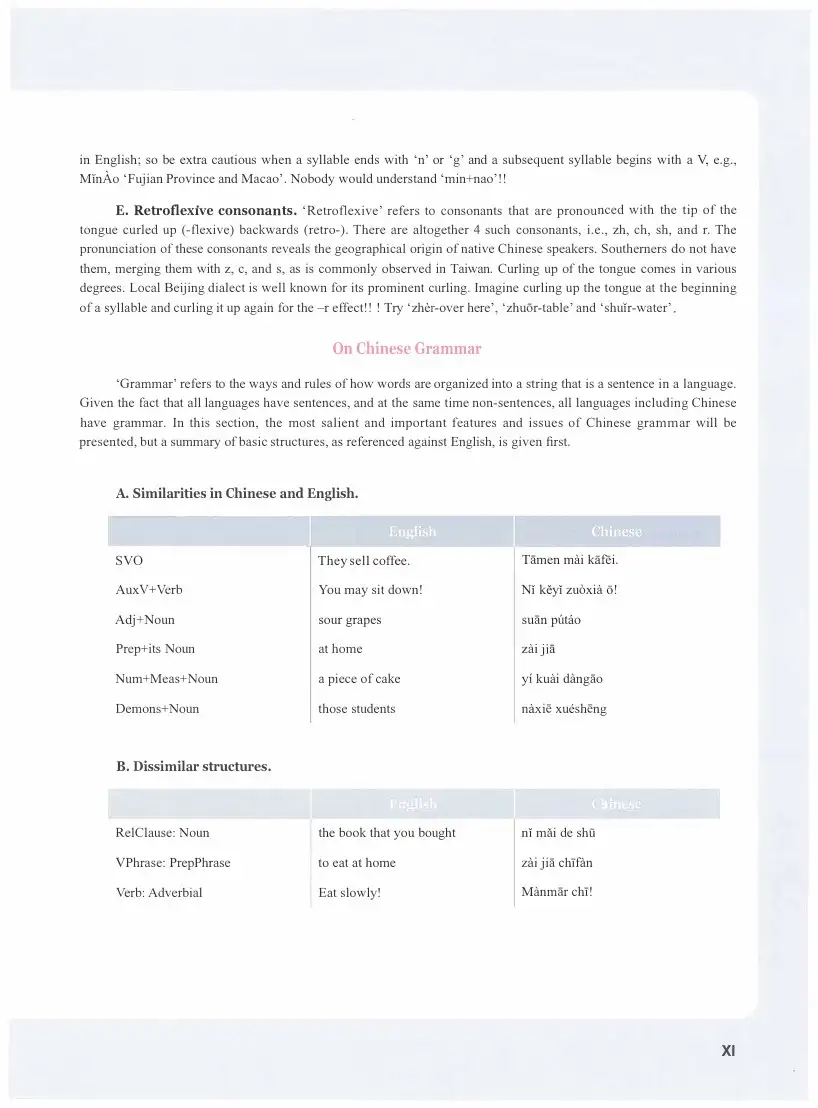 in English; so be extra cautious when a syllable ends with ‘n’ or ‘g’ and a subsequent syllable begins with a V, e.g.,
MǐnÀo ‘Fujian Province and Macao’. Nobody would understand ‘min+nao’!!
E. Retroflexive consonants. ‘Retroflexive’ refers to consonants that are pronounced with the tip of the
tongue curled up (-flexive) backwards (retro-). There are altogether 4 such consonants, i.e., zh, ch, sh, and r. The
pronunciation of these consonants reveals the geographical origin of native Chinese speakers. Southerners do not have
them, merging them with z, c, and s, as is commonly observed in Taiwan. Curling up of the tongue comes in various
degrees. Local Beijing dialect is well known for its prominent curling. Imagine curling up the tongue at the beginning
of a syllable and curling it up again for the –r effect!! ! Try ‘zhèr-over here’, ‘zhuōr-table’ and ‘shuǐr-water’.
On Chinese Grammar
‘Grammar’ refers to the ways and rules of how words are organized into a string that is a sentence in a language.
Given the fact that all languages have sentences, and at the same time non-sentences, all languages including Chinese
have grammar. In this section, the most salient and important features and issues of Chinese grammar will be
presented, but a summary of basic structures, as referenced against English, is given first.
A. Similarities in Chinese and English.
English Chinese
SVO They sell coffee. Tāmen mài kāfēi.
AuxV+Verb You may sit down! Nǐ kěyǐ zuòxià ō!
Adj+Noun sour grapes suān pútáo
Prep+its Noun at home zài jiā
Num+Meas+Noun a piece of cake yí kuài dàngāo
Demons+Noun those students nàxiē xuéshēng
B. Dissimilar structures.
English Chinese
RelClause: Noun the book that you bought nǐ mǎi de shū
VPhrase: PrepPhrase to eat at home zài jiā chīfàn
Verb: Adverbial Eat slowly! Mànmār chī!
XI